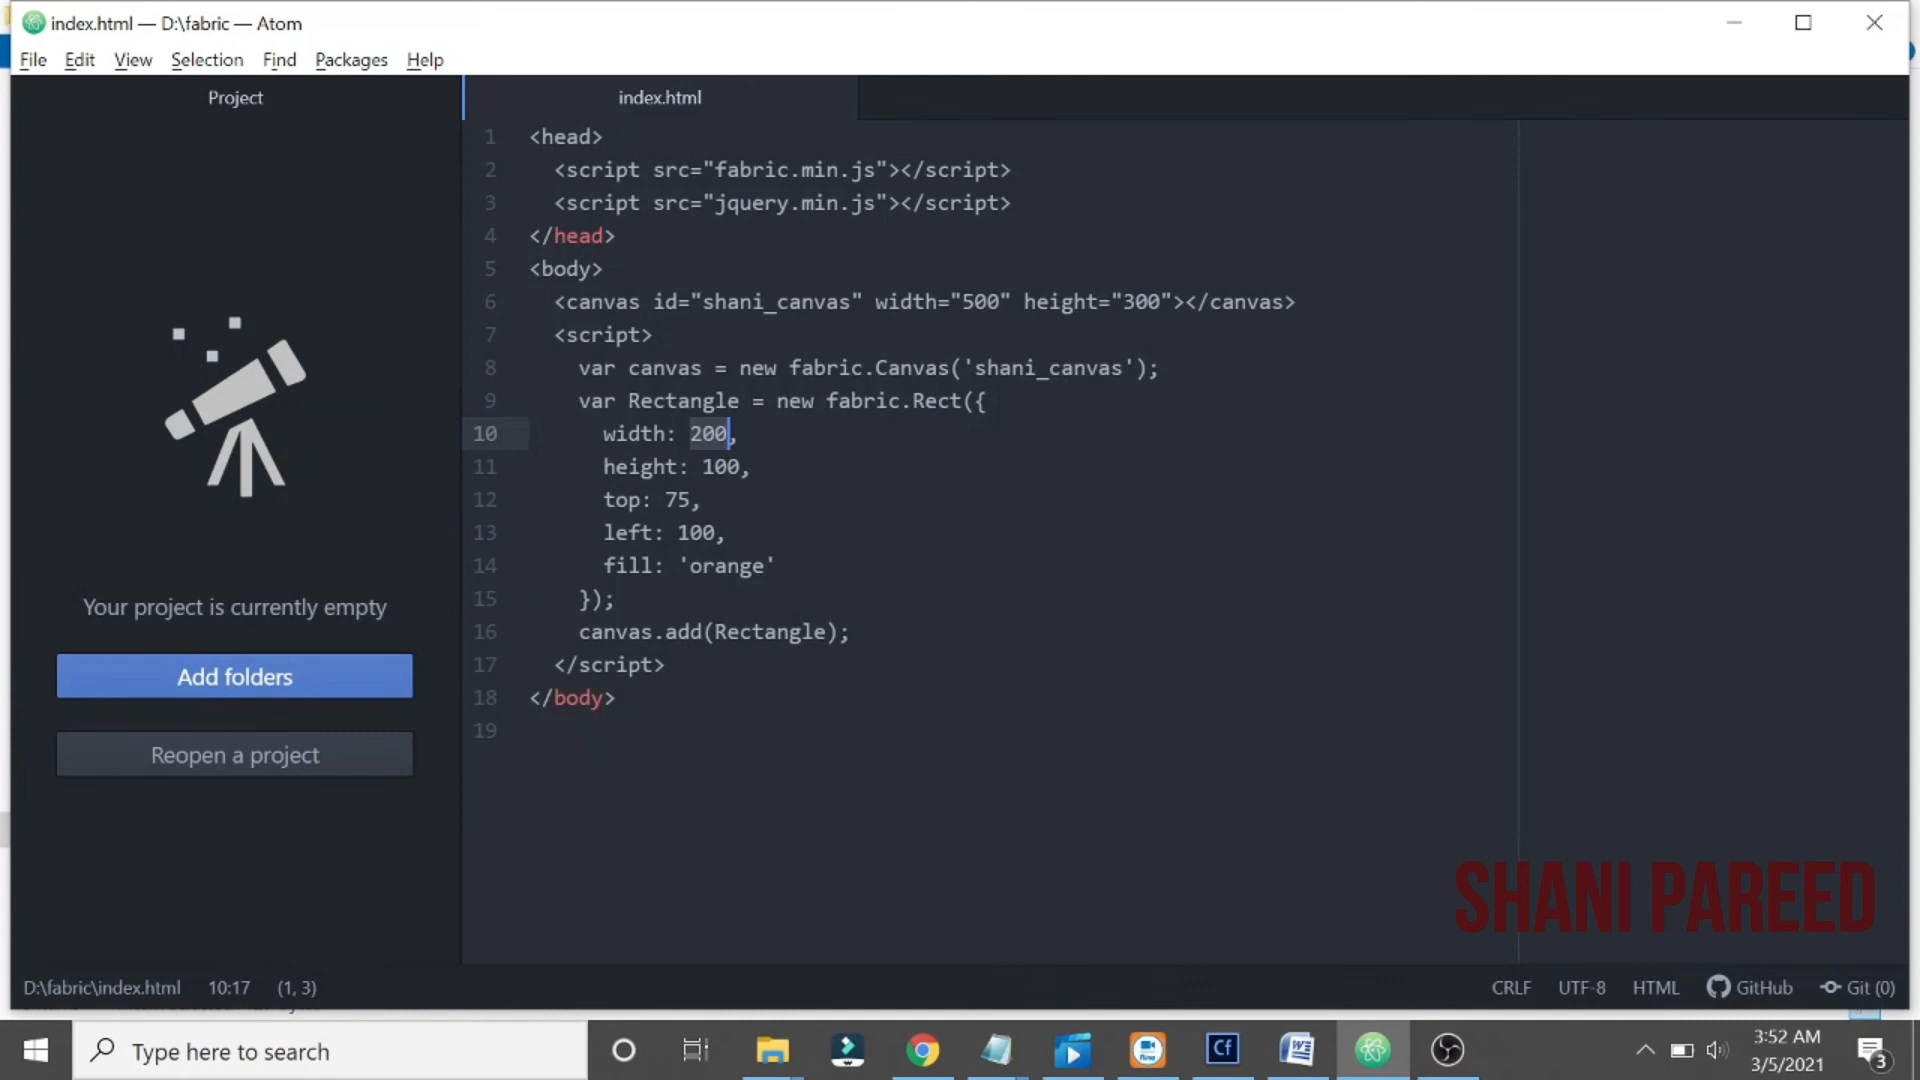 index.html — D:\fabric — Atom
File Edit View Selection Find Packages Help
Project
index.html
1 <head>
2 <script src="fabric.min.js"></script>
3 <script src="jquery.min.js"></script>
4 </head>
5 <body>
6 <canvas id="shani_canvas" width="500" height="300"></canvas>
7 <script>
8 var canvas = new fabric.Canvas('shani_canvas');
9 var Rectangle = new fabric.Rect({
10 width: 200,
11 height: 100,
12 top: 75,
13 left: 100,
14 fill: 'orange'
15 });
16 canvas.add(Rectangle);
17 </script>
18 </body>
19
Your project is currently empty
Add folders
Reopen a project
SHANI PAREED
D:\fabric\index.html 10:17 (1, 3) CRLF UTF-8 HTML GitHub Git (0)
Type here to search
Cf
3:52 AM
3/5/2021
3